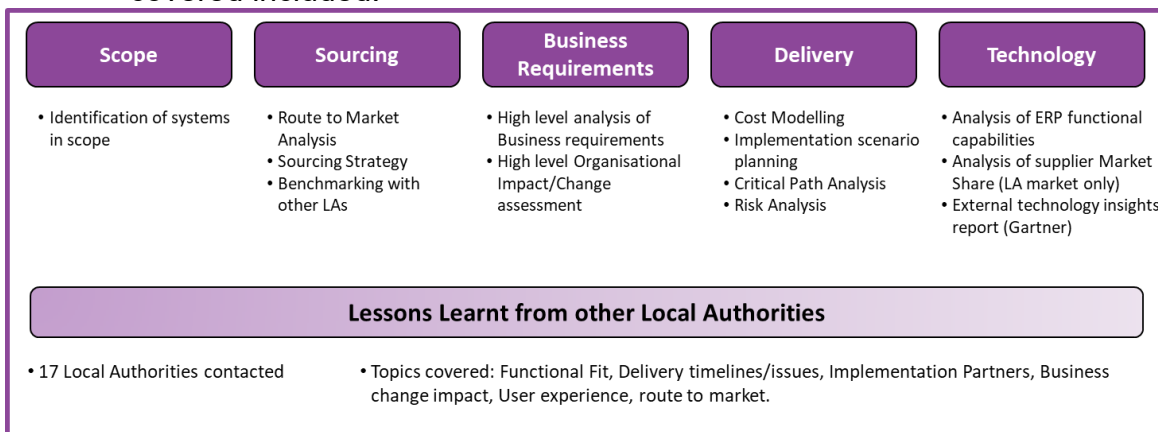 covered included:
Scope
• Identification of systems
in scope
Sourcing
• Route to Market
Analysis
• Sourcing Strategy
• Benchmarking with
other LAs
Business
Requirements
• High level analysis of
Business requirements
• High level Organisational
Impact/Change
assessment
Delivery
• Cost Modelling
• Implementation scenario
planning
• Critical Path Analysis
• Risk Analysis
Technology
• Analysis of ERP functional
capabilities
• Analysis of supplier Market
Share (LA market only)
• External technology insights
report (Gartner)
Lessons Learnt from other Local Authorities
• 17 Local Authorities contacted
• Topics covered: Functional Fit, Delivery timelines/issues, Implementation Partners, Business
change impact, User experience, route to market.